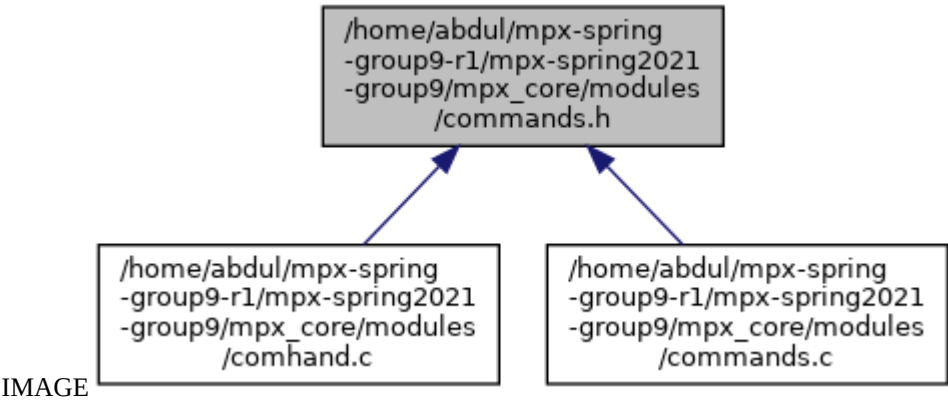 /home/abdul/mpx-spring
-group9-r1/mpx-spring2021
-group9/mpx_core/modules
/commands.h
/home/abdul/mpx-spring
-group9-r1/mpx-spring2021
-group9/mpx_core/modules
/comhand.c
/home/abdul/mpx-spring
-group9-r1/mpx-spring2021
-group9/mpx_core/modules
/commands.c
IMAGE